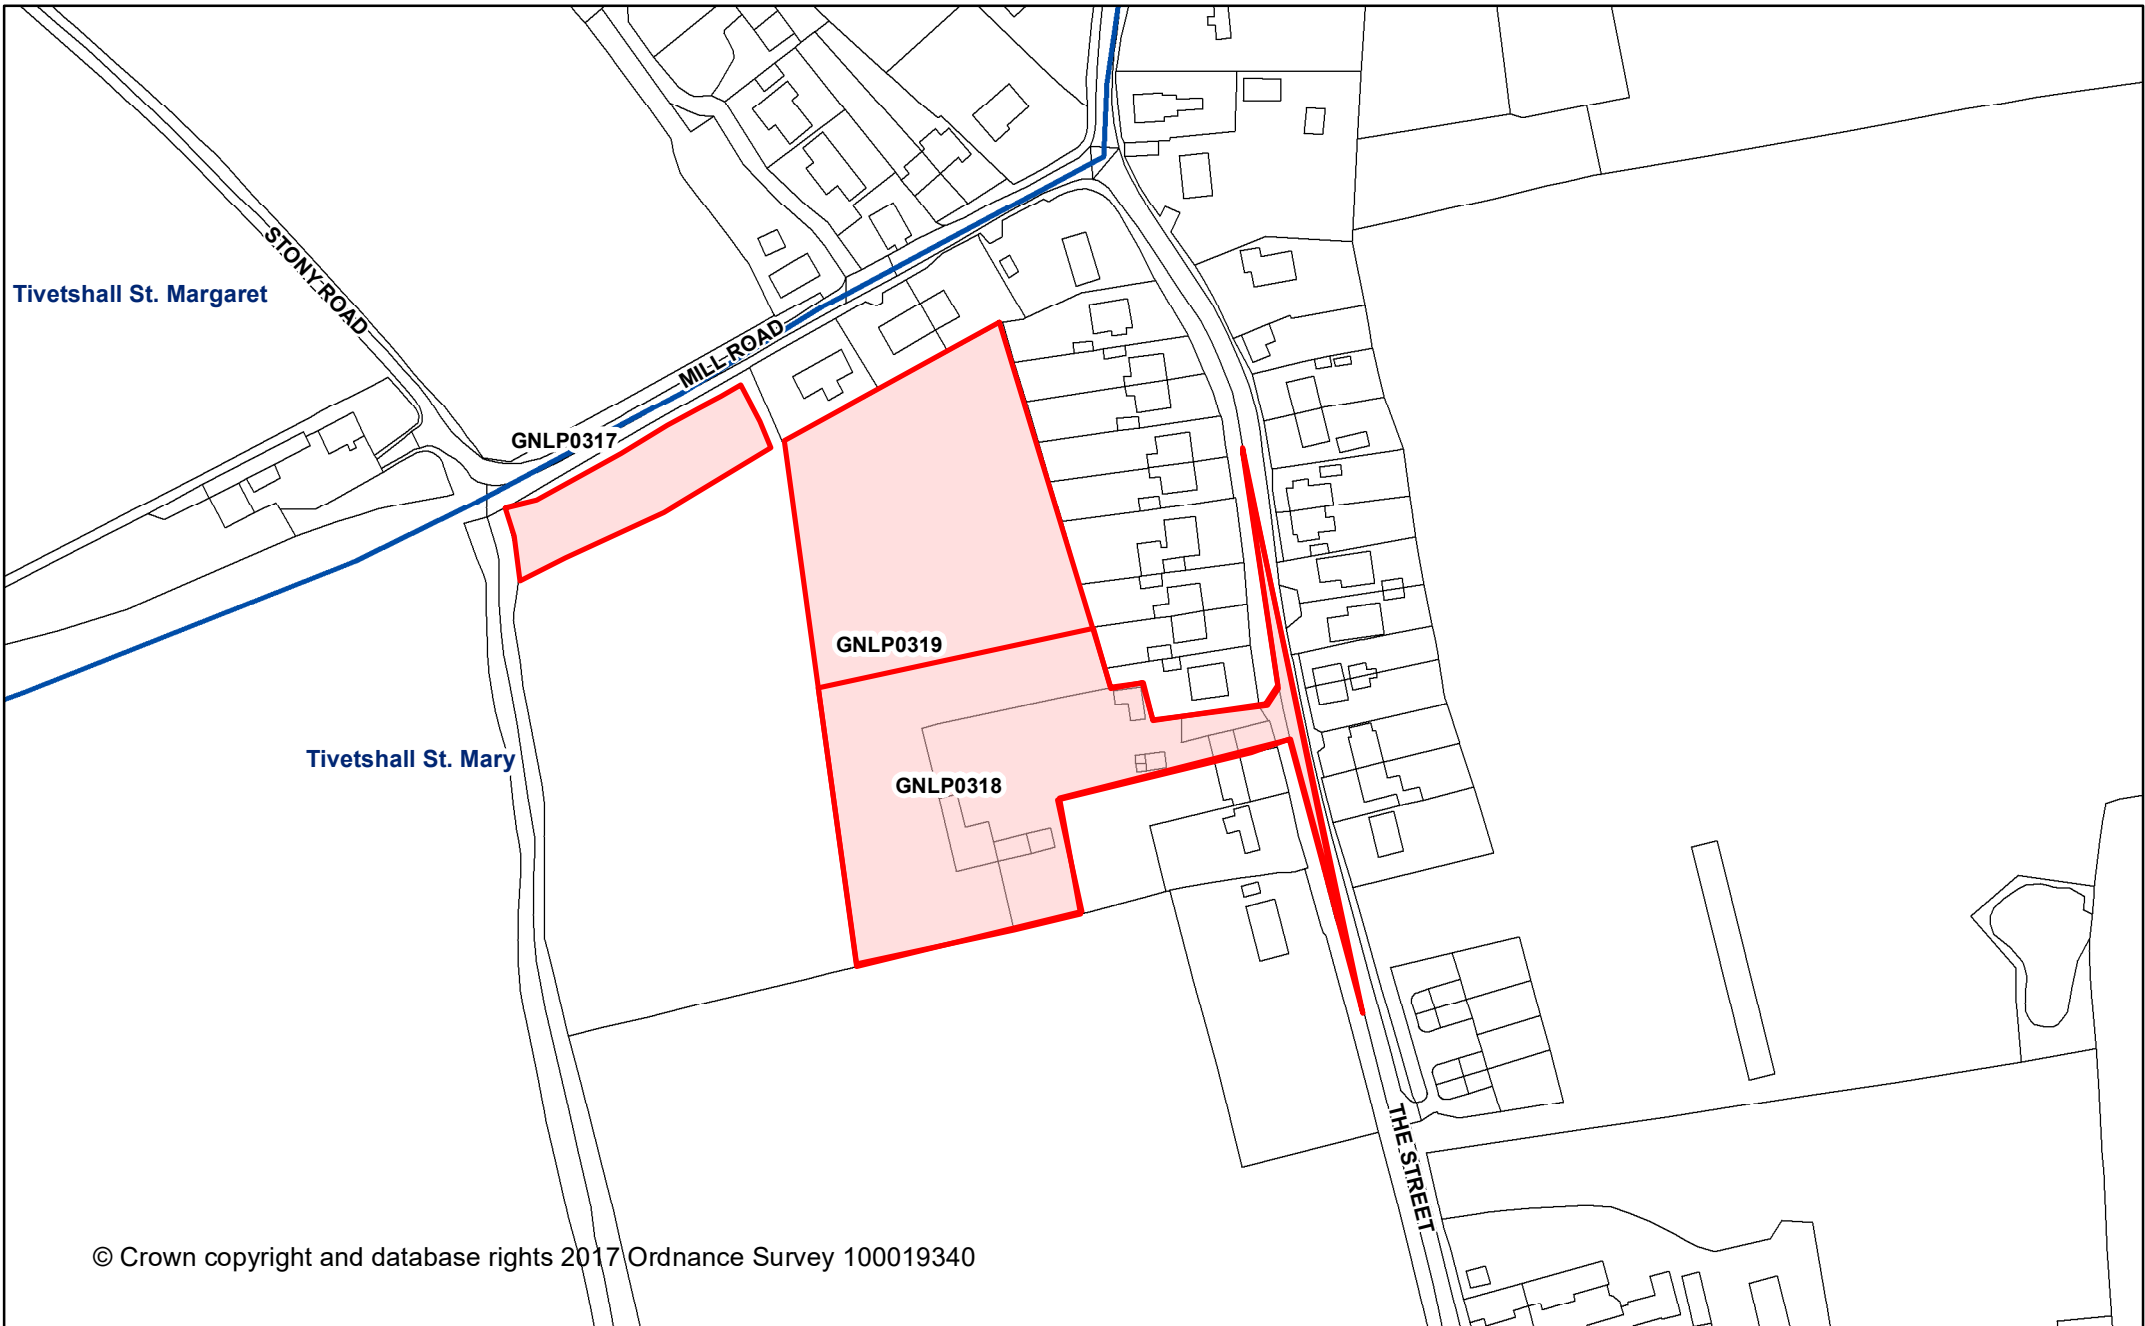 STONY ROAD
Tivetshall St. Margaret
MILL ROAD
GNLP0317
GNLP0319
Tivetshall St. Mary
GNLP0318
THE STREET
© Crown copyright and database rights 2017 Ordnance Survey 100019340